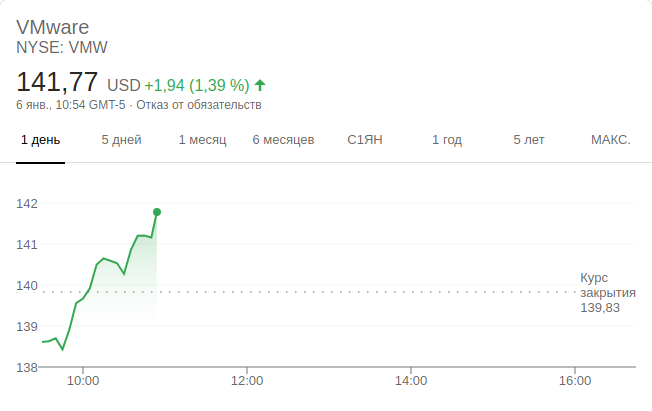 VMware
NYSE: VMW
141,77 USD +1,94 (1,39 %)
6 янв., 10:54 GMT-5 · Отказ от обязательств
1 день 5 дней 1 месяц 6 месяцев С1ЯН 1 год 5 лет МАКС.
142
141
140
139
138
Курс
закрытия
139,83
10:00 12:00 14:00 16:00